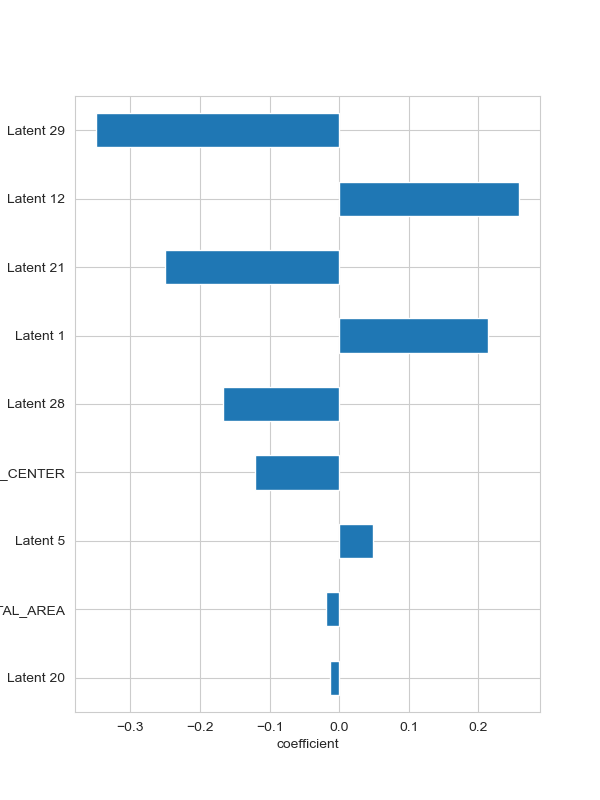 Latent 29
Latent 12
Latent 21
Latent 1
Latent 28
_CENTER
Latent 5
TAL_AREA
Latent 20
−0.3 −0.2 −0.1 0.0 0.1 0.2
coefficient